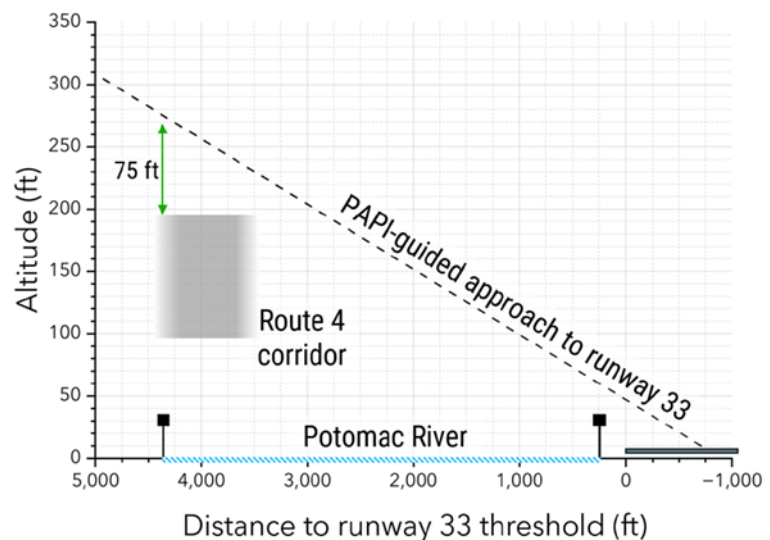 350
300
250
200
150
100
50
0
Altitude (ft)
75 ft
PAPI-guided approach to runway 33
Route 4
corridor
Potomac River
5,000 4,000 3,000 2,000 1,000 0 −1,000
Distance to runway 33 threshold (ft)